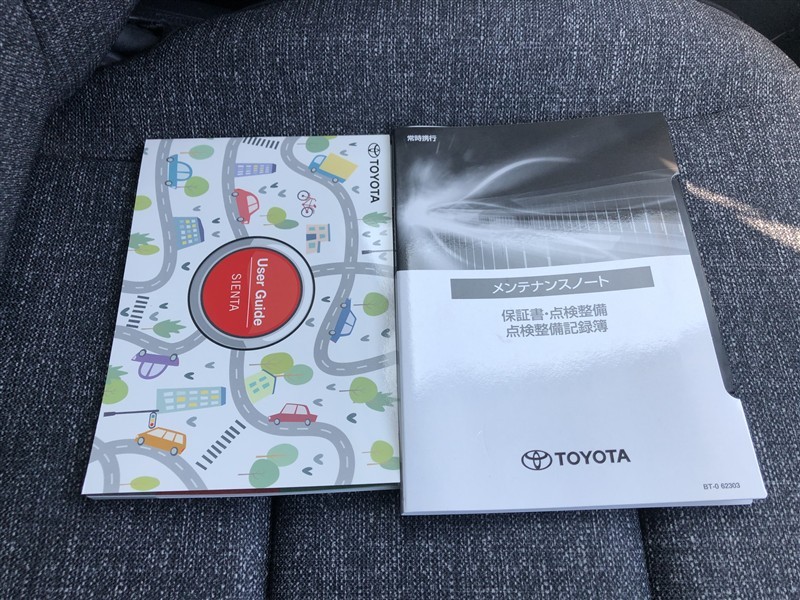 TOYOTA
User Guide
SIENTA
常時携行
メンテナンスノート
保証書・点検整備
点検整備記録簿
TOYOTA
BT-0 62303